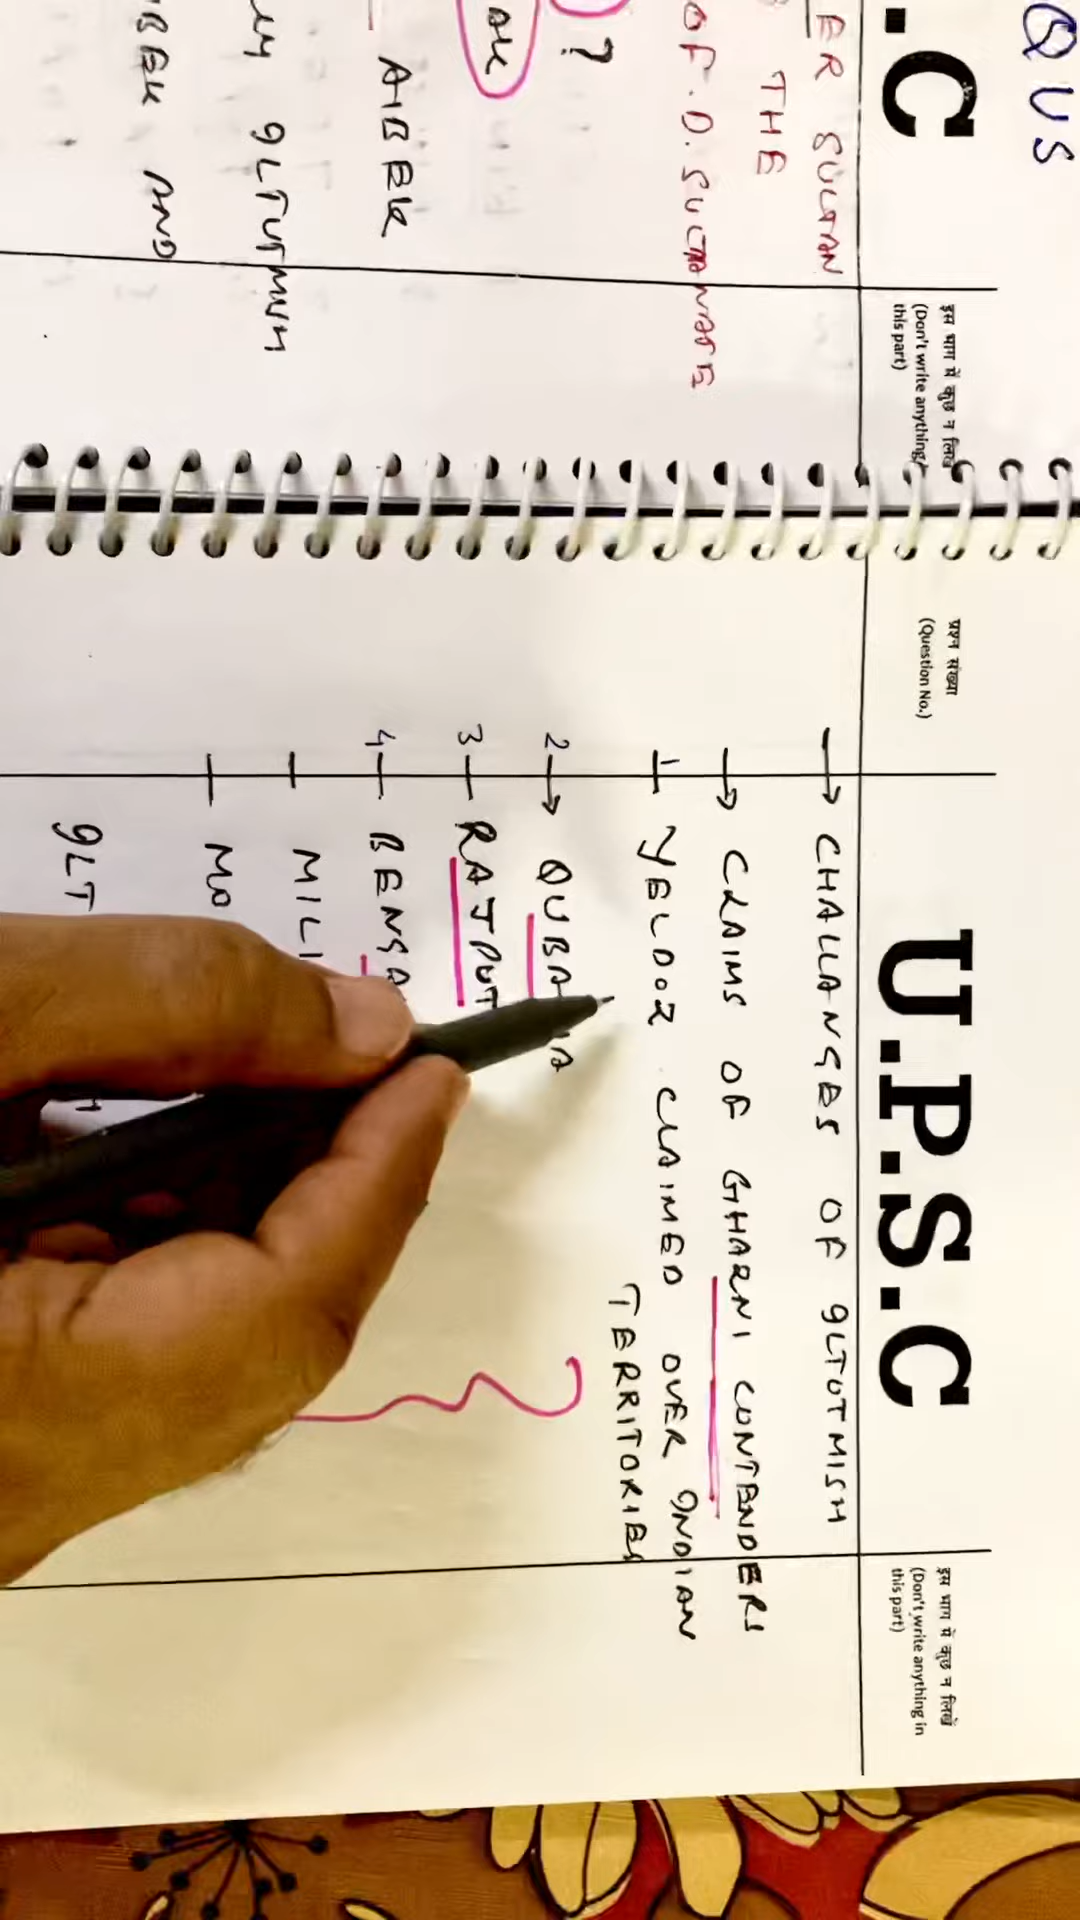 QUS
.C
ER SULTAN
THE
OF D. SULTANATE
?
AIBEK
ILTUTMISH
AIBEK AND
इस भाग में कुछ न लिखें
(Don't write anything
this part)
प्रश्न संख्या
(Question No.)
U.P.S.C
इस भाग में कुछ न लिखें
(Don't write anything in
this part)
→ CHALLANGES OF ILTUTMISH
→ CLAIMS OF GHAZNI CONTENDERS
1 YELDOZ CLAIMED OVER INDIAN
TERRITORIES
2 → QUBA A
3 — RAJPUT
4 — BENGA
— MILI
— MO
ILT